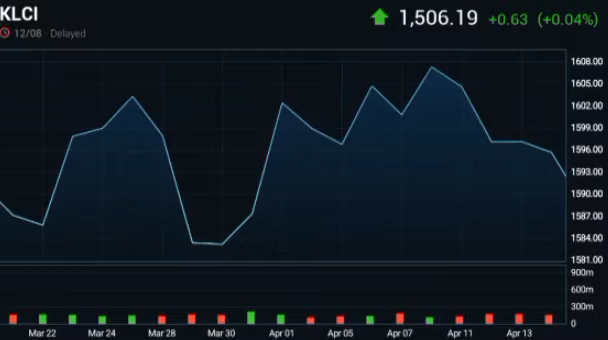 KLCI
1,506.19 +0.63 (+0.04%)
12/08 Delayed
1608.00
1605.00
1602.00
1599.00
1596.00
1593.00
1590.00
1587.00
1584.00
1581.00
900m
600m
300m
0
Mar 22 Mar 24 Mar 28 Mar 30 Apr 01 Apr 05 Apr 07 Apr 11 Apr 13